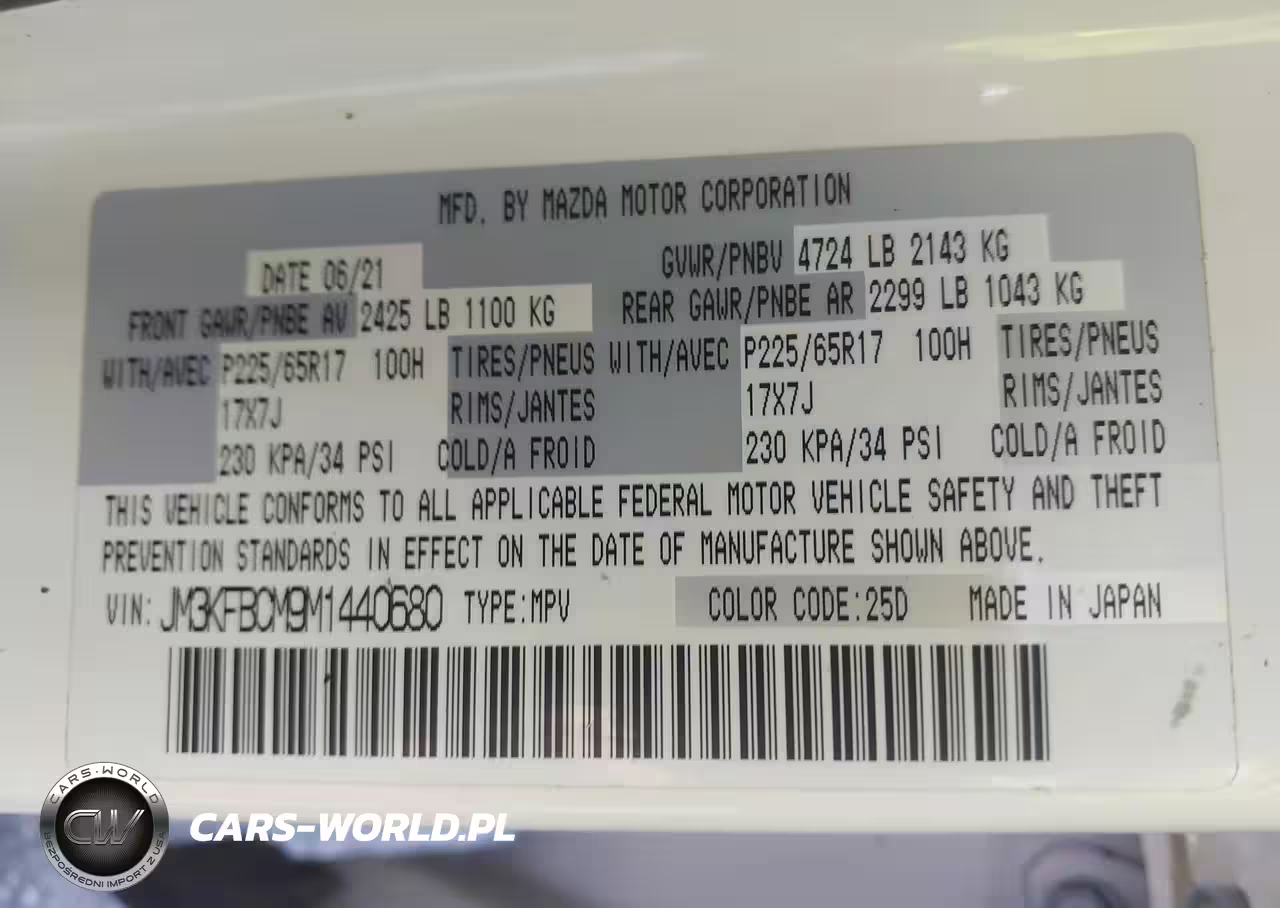 MFD. BY MAZDA MOTOR CORPORATION
DATE 06/21 GVWR/PNBV 4724 LB 2143 KG
FRONT GAWR/PNBE AV 2425 LB 1100 KG REAR GAWR/PNBE AR 2299 LB 1043 KG
WITH/AVEC P225/65R17 100H TIRES/PNEUS WITH/AVEC P225/65R17 100H TIRES/PNEUS
17X7J RIMS/JANTES 17X7J RIMS/JANTES
230 KPA/34 PSI COLD/A FROID 230 KPA/34 PSI COLD/A FROID
THIS VEHICLE CONFORMS TO ALL APPLICABLE FEDERAL MOTOR VEHICLE SAFETY AND THEFT
PREVENTION STANDARDS IN EFFECT ON THE DATE OF MANUFACTURE SHOWN ABOVE.
VIN: JM3KFBCM9M1440680 TYPE:MPV COLOR CODE:25D MADE IN JAPAN
CARS-WORLD
CW
BEZPOŚREDNI IMPORT Z USA
CARS-WORLD.PL